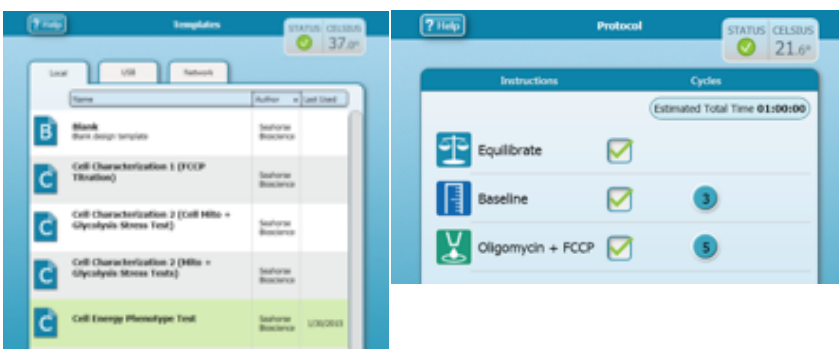 ? Help
Templates
STATUS CELSIUS
37.0°
Local USB Network
Name Author Last Used
B Blank
Blank design template
Seahorse
Bioscience
C Cell Characterization 1 (FCCP
Titration)
Seahorse
Bioscience
C Cell Characterization 2 (Cell Mito +
Glycolysis Stress Test)
Seahorse
Bioscience
C Cell Characterization 2 (Mito +
Glycolysis Stress Tests)
Seahorse
Bioscience
C Cell Energy Phenotype Test
Seahorse
Bioscience
? Help
Protocol
STATUS CELSIUS
21.6°
Instructions Cycles
Estimated Total Time 01:00:00
Equilibrate
Baseline 3
Oligomycin + FCCP 5